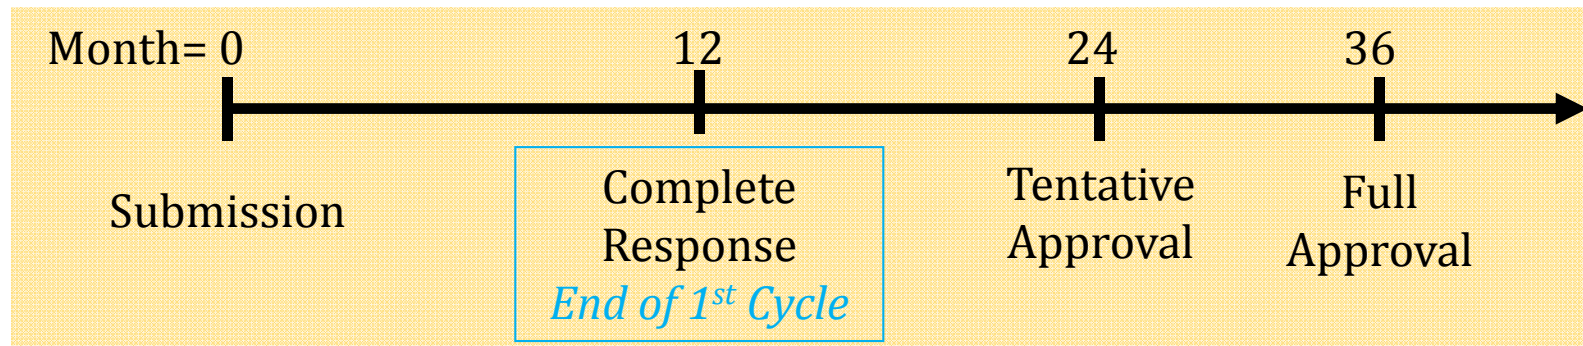 Month= 0 12 24 36
Submission
Complete
Response
End of 1st Cycle
Tentative
Approval
Full
Approval